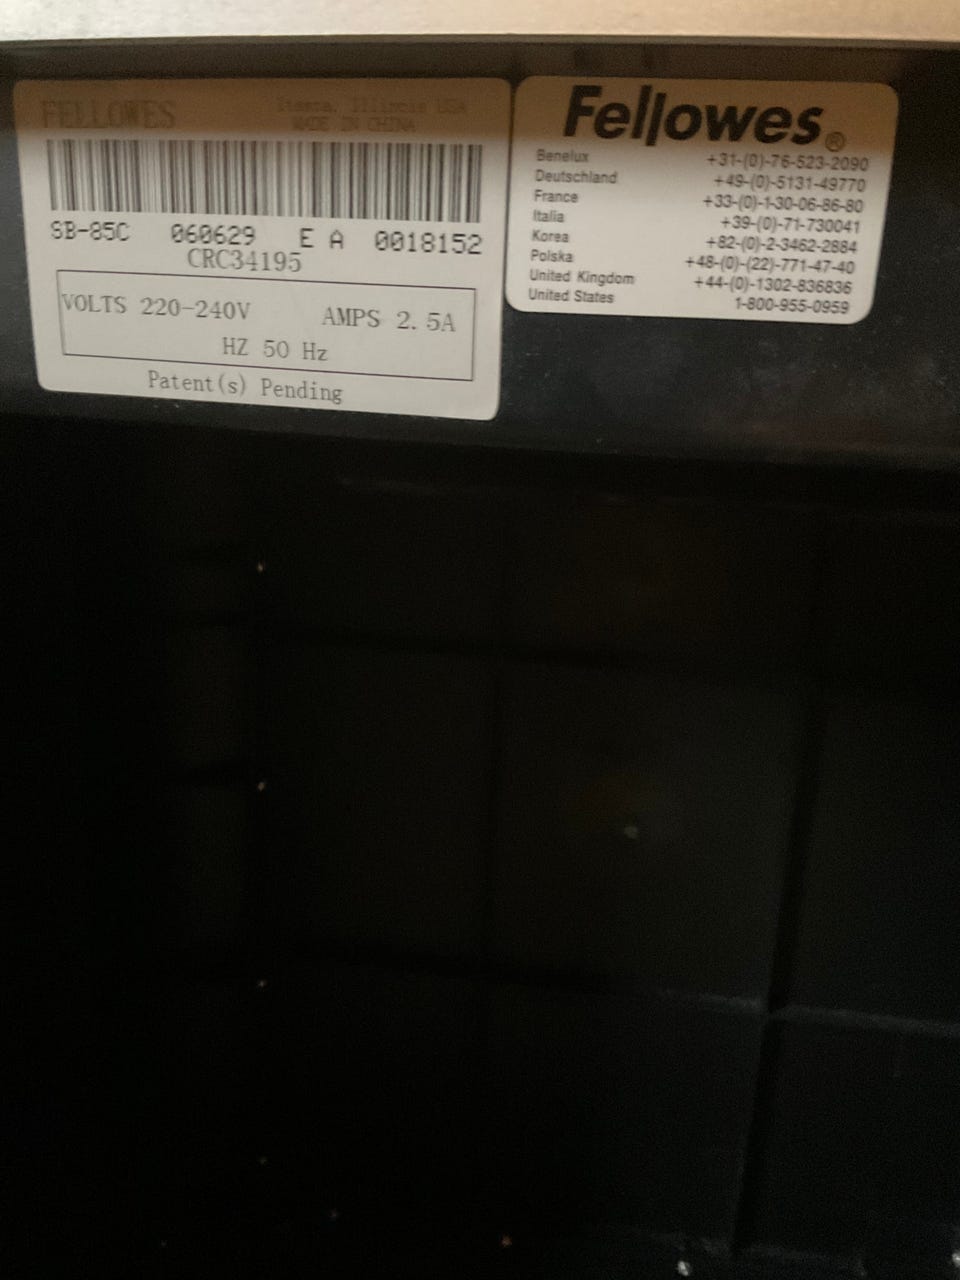 FELLOWES
Itasca, Illinois USA
MADE IN CHINA
SB-85C 060629 E A 0018152
CRC34195
VOLTS 220-240V AMPS 2.5A
HZ 50 Hz
Patent(s) Pending
Fellowes®
Benelux +31-(0)-76-523-2090
Deutschland +49-(0)-5131-49770
France +33-(0)-1-30-06-86-80
Italia +39-(0)-71-730041
Korea +82-(0)-2-3462-2884
Polska +48-(0)-(22)-771-47-40
United Kingdom +44-(0)-1302-836836
United States 1-800-955-0959